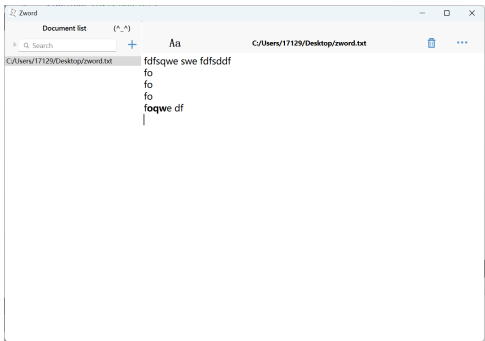 Zword
Document list (^_^)
Search
Aa C:/Users/17129/Desktop/zword.txt
C:/Users/17129/Desktop/zword.txt
fdfsqwe swe fdfsddf
fo
fo
fo
foqwe df